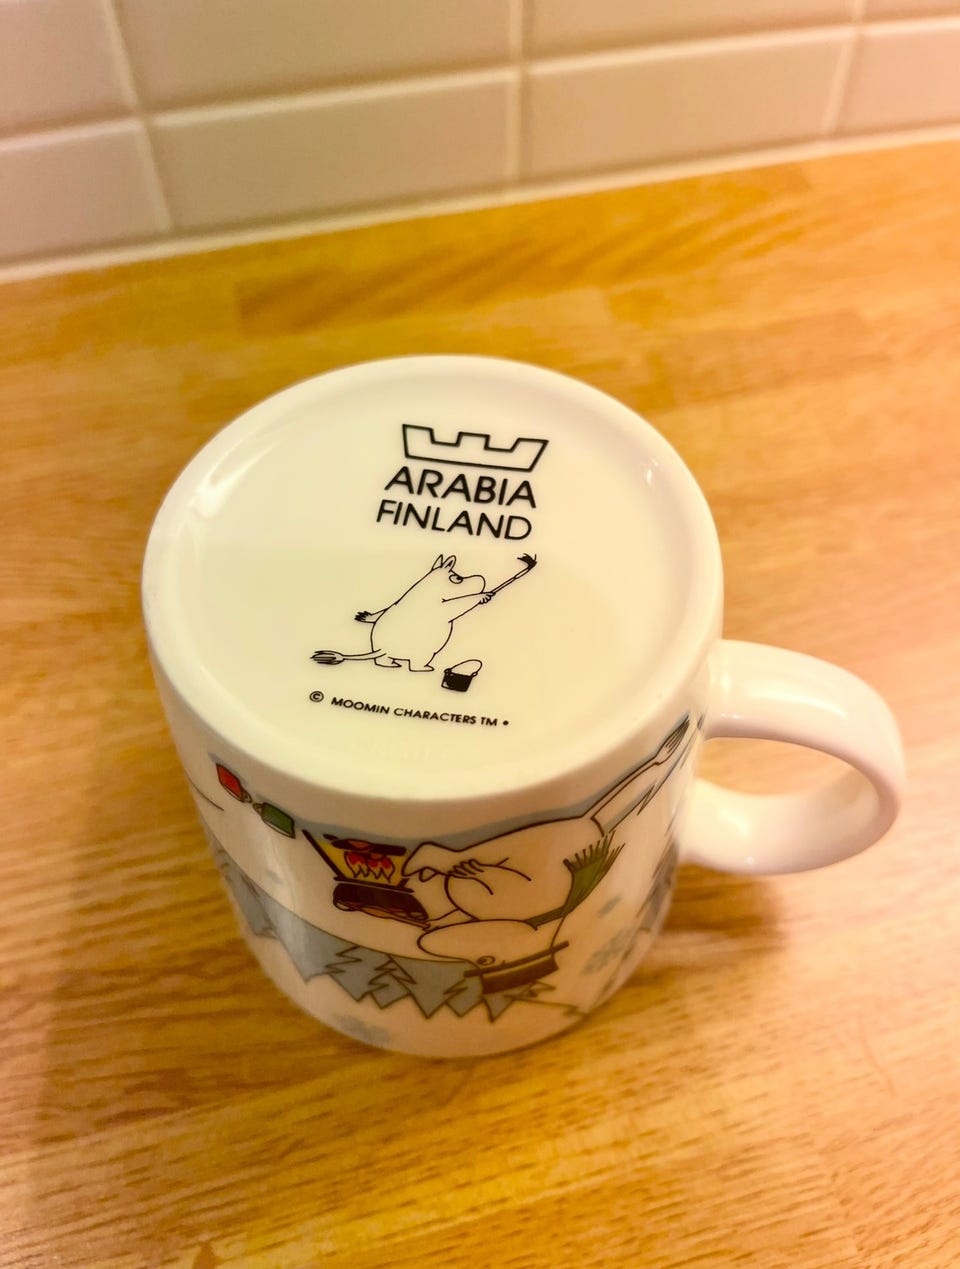 ARABIA
FINLAND
© MOOMIN CHARACTERS TM •